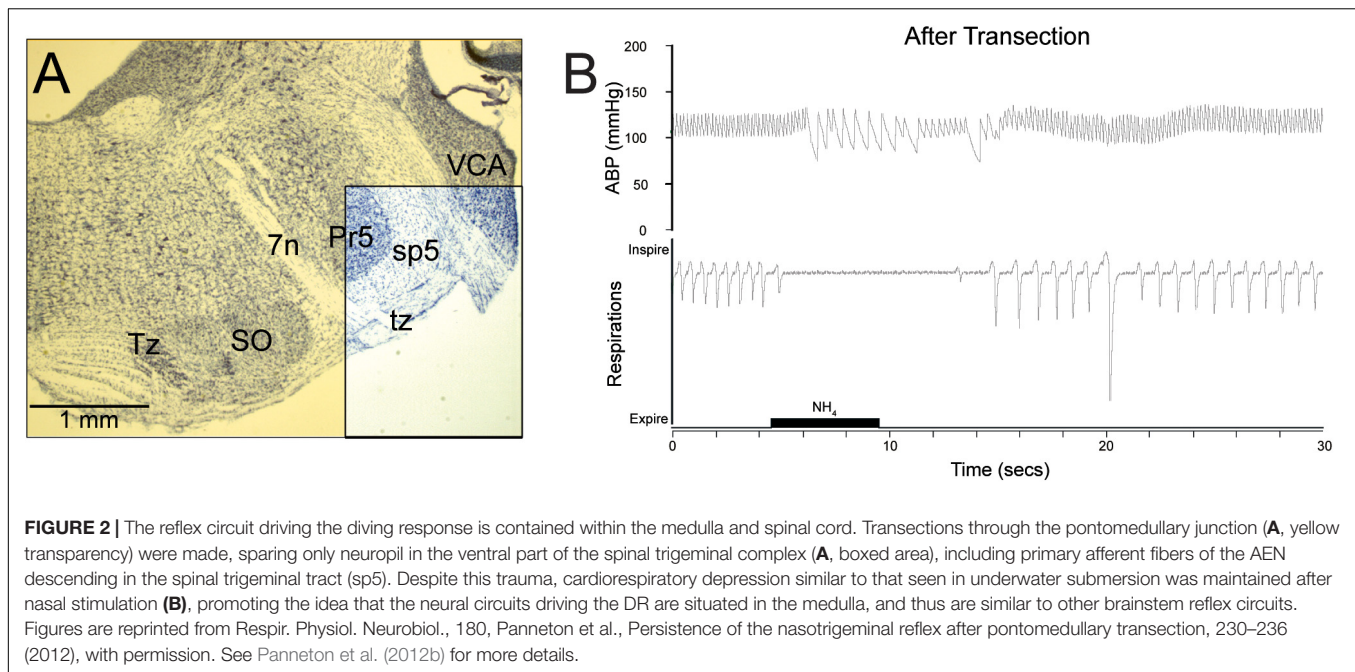 A
VCA
Pr5
sp5
7n
tz
Tz
SO
1 mm
B
After Transection
ABP (mmHg)
200
150
100
50
0
Respirations
Inspire
Expire
NH4
0
10
20
30
Time (secs)
FIGURE 2 | The reflex circuit driving the diving response is contained within the medulla and spinal cord. Transections through the pontomedullary junction (A, yellow
transparency) were made, sparing only neuropil in the ventral part of the spinal trigeminal complex (A, boxed area), including primary afferent fibers of the AEN
descending in the spinal trigeminal tract (sp5). Despite this trauma, cardiorespiratory depression similar to that seen in underwater submersion was maintained after
nasal stimulation (B), promoting the idea that the neural circuits driving the DR are situated in the medulla, and thus are similar to other brainstem reflex circuits.
Figures are reprinted from Respir. Physiol. Neurobiol., 180, Panneton et al., Persistence of the nasotrigeminal reflex after pontomedullary transection, 230–236
(2012), with permission. See Panneton et al. (2012b) for more details.